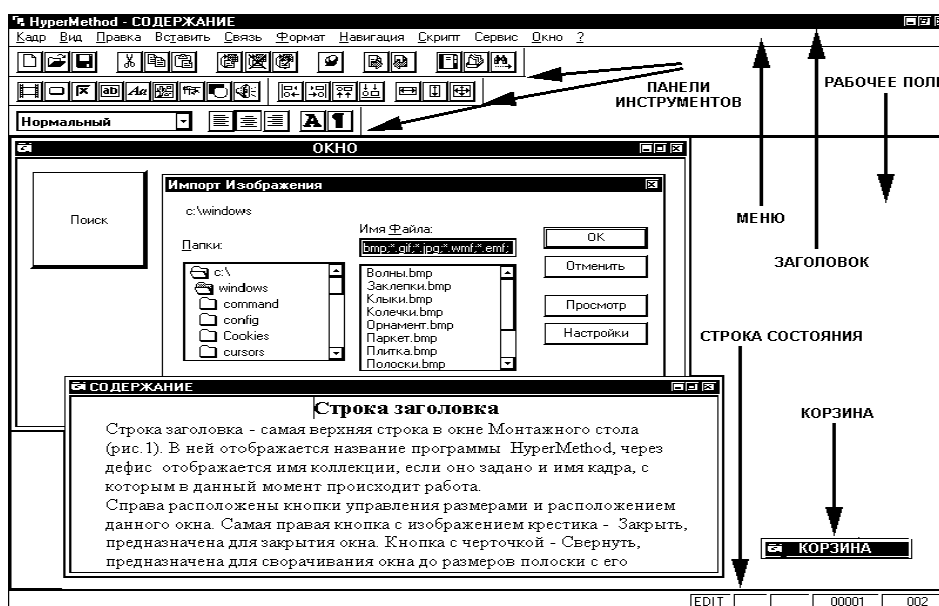 HyperMethod - СОДЕРЖАНИЕ
Кадр Вид Правка Вставить Связь Формат Навигация Скрипт Сервис Окно ?
ПАНЕЛИ
ИНСТРУМЕНТОВ
РАБОЧЕЕ ПОЛЕ
Нормальный
ОКНО
Поиск
Импорт Изображения
c:\windows
Имя Файла:
Папки:
bmp;*.gif;*.jpg;*.wmf;*.emf;
OK
Отменить
Просмотр
Настройки
c:\
windows
command
config
Cookies
cursors
Волны.bmp
Заклепки.bmp
Клыки.bmp
Колечки.bmp
Орнамент.bmp
Паркет.bmp
Плитка.bmp
Полоски.bmp
МЕНЮ
ЗАГОЛОВОК
СТРОКА СОСТОЯНИЯ
КОРЗИНА
СОДЕРЖАНИЕ
Строка заголовка
Строка заголовка - самая верхняя строка в окне Монтажного стола
(рис.1). В ней отображается название программы HyperMethod, через
дефис отображается имя коллекции, если оно задано и имя кадра, с
которым в данный момент происходит работа.
Справа расположены кнопки управления размерами и расположением
данного окна. Самая правая кнопка с изображением крестика - Закрыть,
предназначена для закрытия окна. Кнопка с черточкой - Свернуть,
предназначена для сворачивания окна до размеров полоски с его
КОРЗИНА
EDIT 00001 002